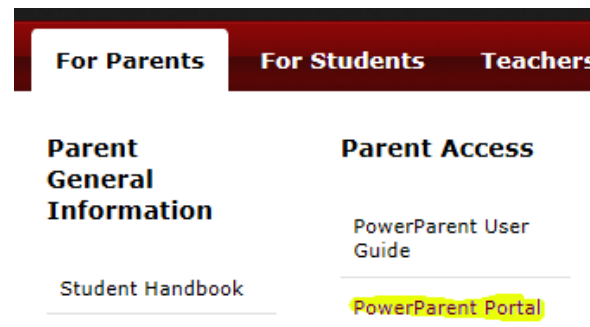 For Parents For Students Teachers
Parent
General
Information
Student Handbook
Parent Access
PowerParent User
Guide
PowerParent Portal